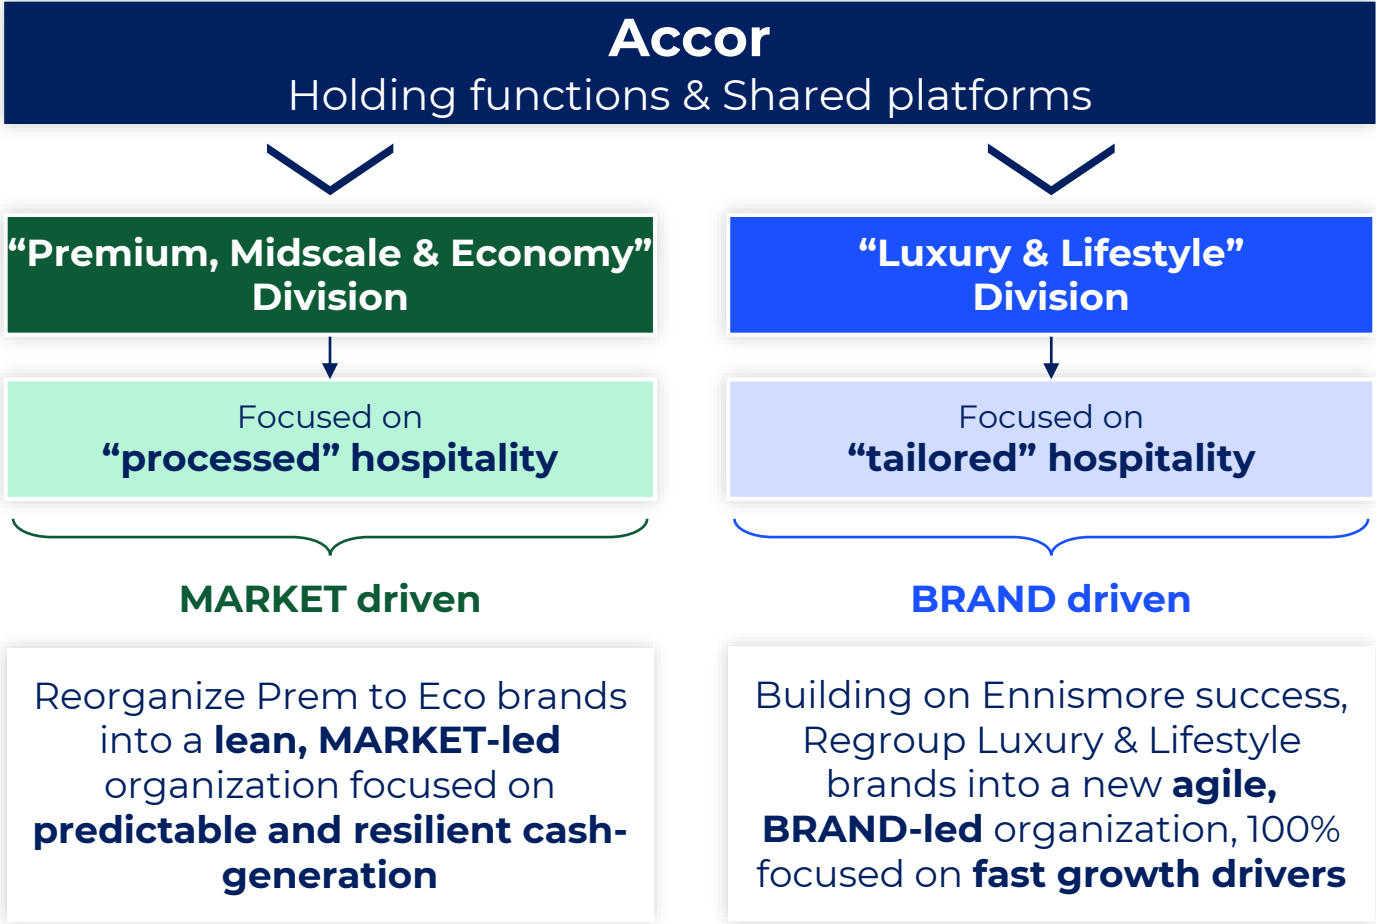 Accor
Holding functions & Shared platforms
“Premium, Midscale & Economy”
Division
Focused on
“processed” hospitality
MARKET driven
Reorganize Prem to Eco brands
into a lean, MARKET-led
organization focused on
predictable and resilient cash-
generation
“Luxury & Lifestyle”
Division
Focused on
“tailored” hospitality
BRAND driven
Building on Ennismore success,
Regroup Luxury & Lifestyle
brands into a new agile,
BRAND-led organization, 100%
focused on fast growth drivers